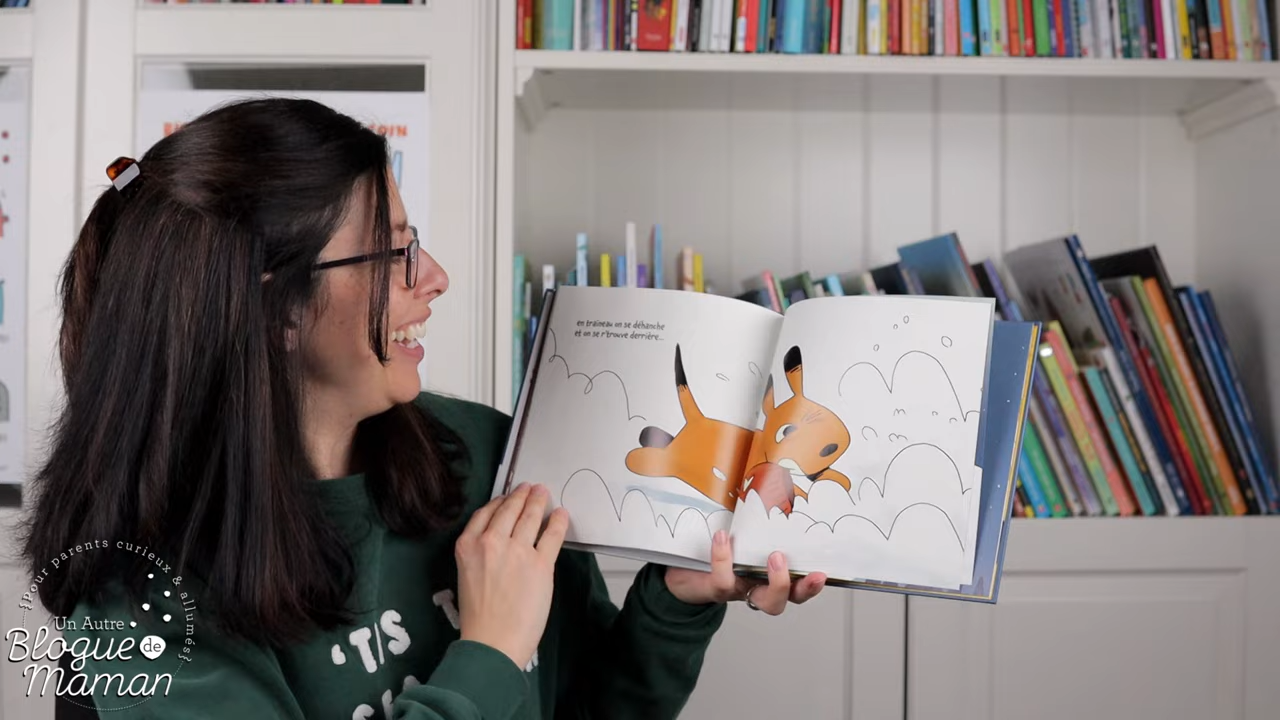 en traîneau on se déhanche
et on se r'trouve derrière...
'TIS T
{Pour parents curieux & allumés}
Un Autre
Blogue de
Maman